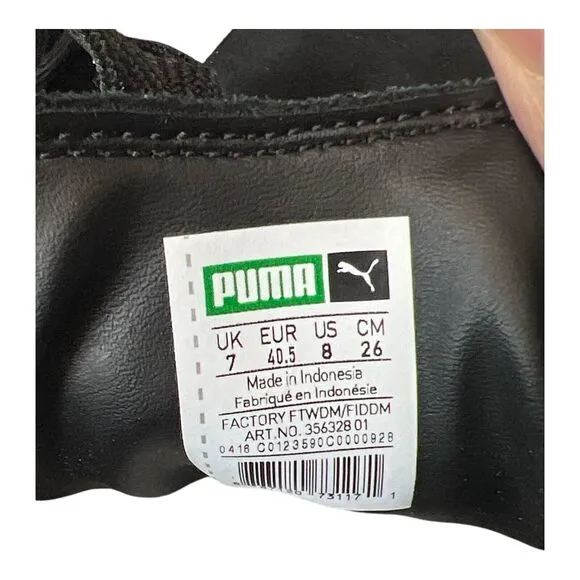 PUMA
UK EUR US CM
7 40.5 8 26
Made in Indonesia
Fabriqué en Indonésie
FACTORY FTWDM/FIDDM
ART.NO. 356328 01
0416 C0123590C0000928
73117 1